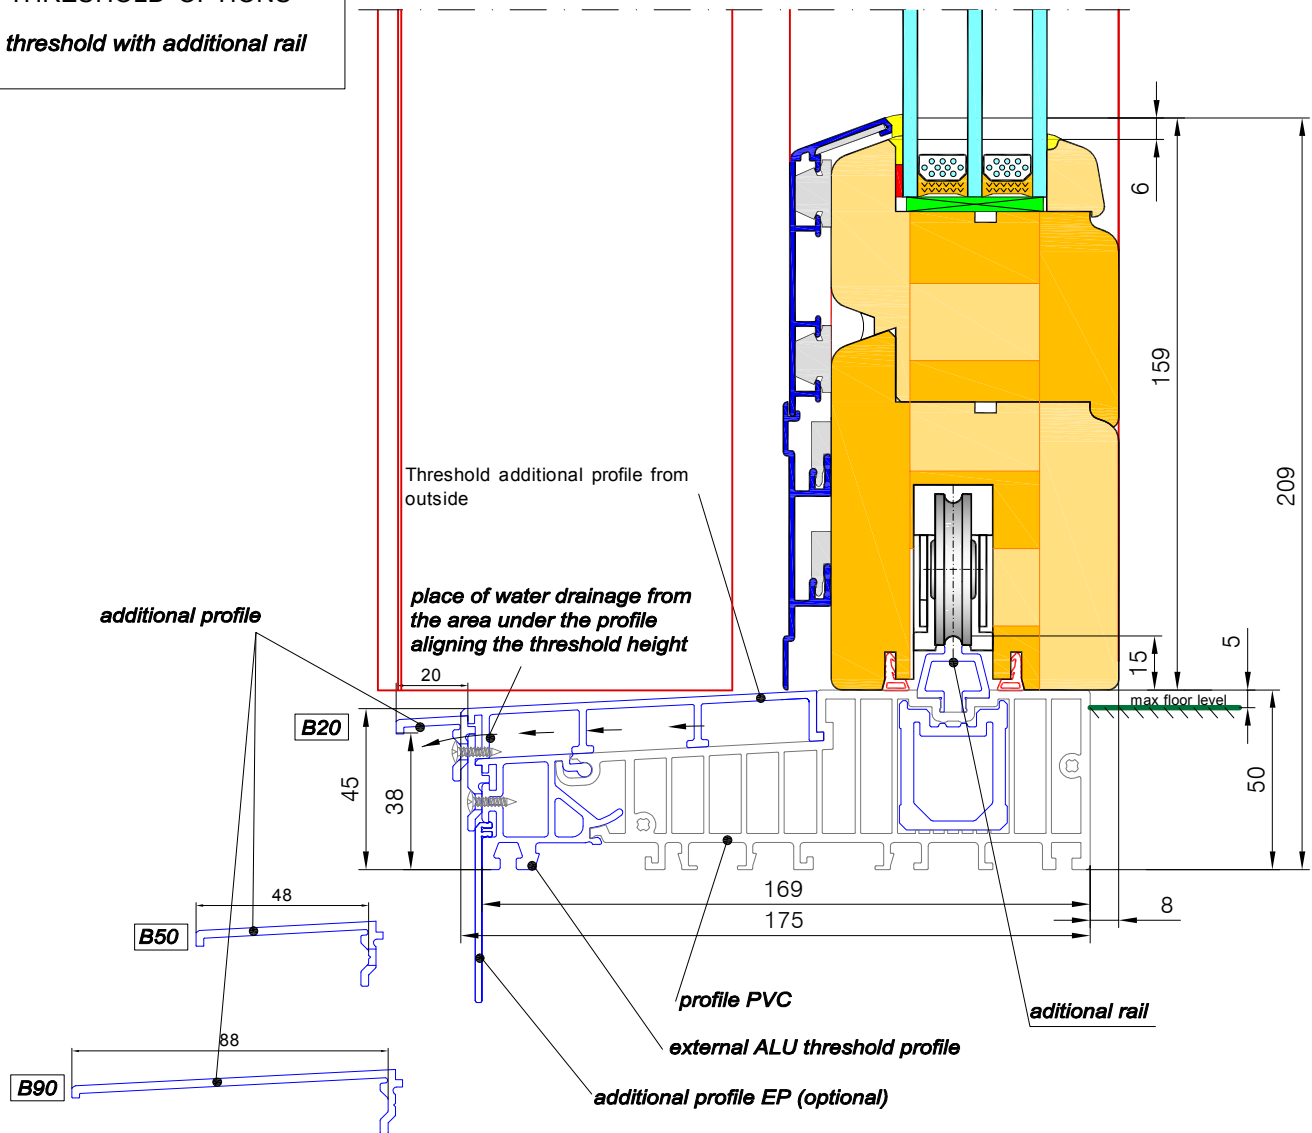 THRESHOLD OPTIONS
threshold with additional rail
6
159
209
Threshold additional profile from
outside
place of water drainage from
the area under the profile
aligning the threshold height
additional profile
20
B20
15
5
max floor level
45
38
50
169
175
8
48
B50
profile PVC
aditional rail
external ALU threshold profile
88
B90
additional profile EP (optional)